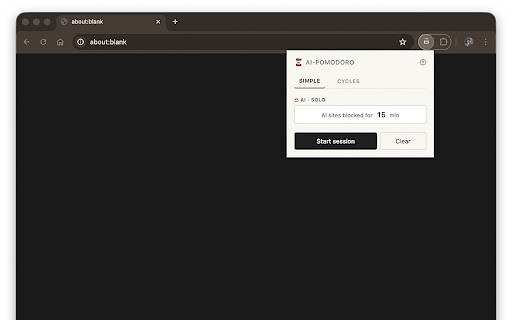 about:blank
about:blank
AI-POMODORO
SIMPLE CYCLES
AI - SOLO
AI sites blocked for 15 min
Start session Clear